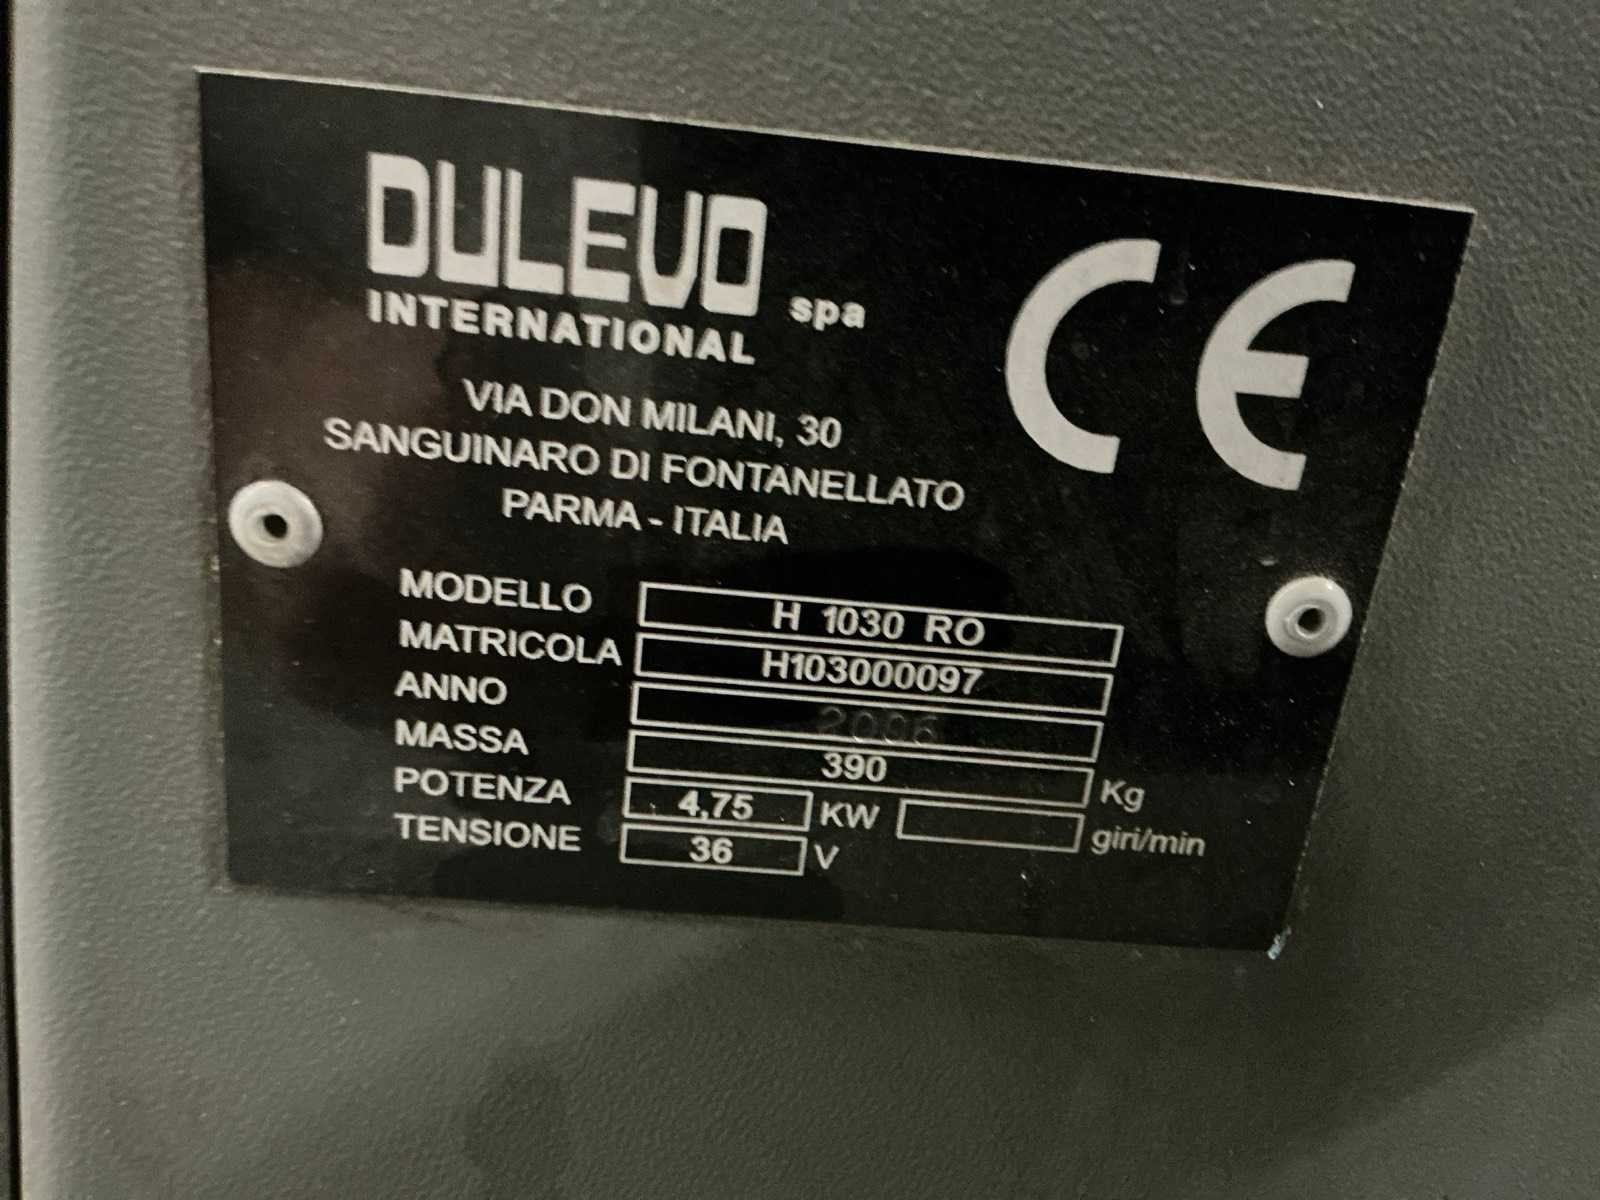 DULEVO spa
INTERNATIONAL
CE
VIA DON MILANI, 30
SANGUINARO DI FONTANELLATO
PARMA - ITALIA
MODELLO H 1030 RO
MATRICOLA H103000097
ANNO 2006
MASSA 390 Kg
POTENZA 4,75 KW giri/min
TENSIONE 36 V